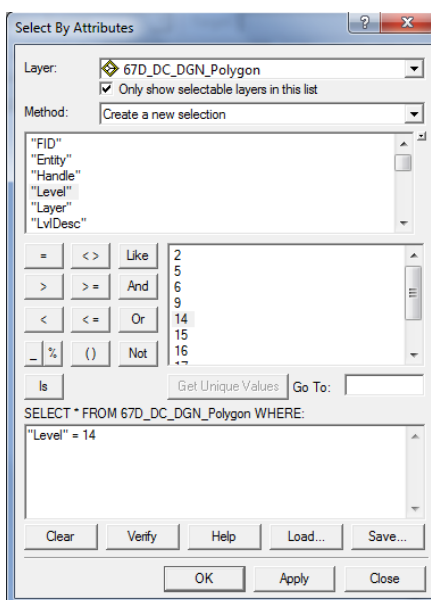 Select By Attributes
?
X
Layer: 67D_DC_DGN_Polygon
Only show selectable layers in this list
Method: Create a new selection
"FID"
"Entity"
"Handle"
"Level"
"Layer"
"LvlDesc"
= <> Like
> >= And
< <= Or
_ % () Not
Is
2
5
6
9
14
15
16
17
Get Unique Values Go To:
SELECT * FROM 67D_DC_DGN_Polygon WHERE:
"Level" = 14
Clear Verify Help Load... Save...
OK Apply Close